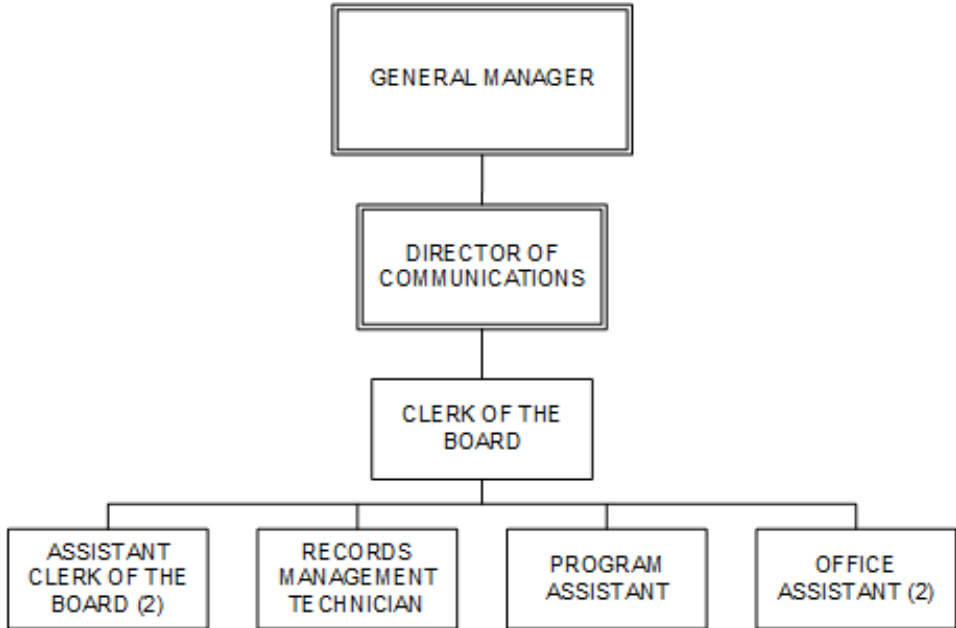 GENERAL MANAGER
DIRECTOR OF
COMMUNICATIONS
CLERK OF THE
BOARD
ASSISTANT
CLERK OF THE
BOARD (2)
RECORDS
MANAGEMENT
TECHNICIAN
PROGRAM
ASSISTANT
OFFICE
ASSISTANT (2)